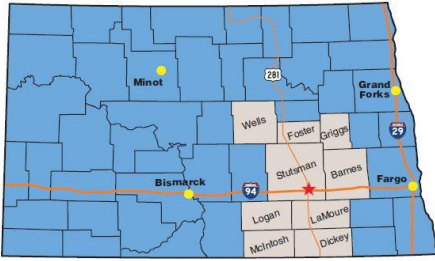 Minot
281
Grand
Forks
Wells
Foster
Griggs
29
Stutsman
Barnes
Bismarck
94
Fargo
Logan
LaMoure
McIntosh
Dickey